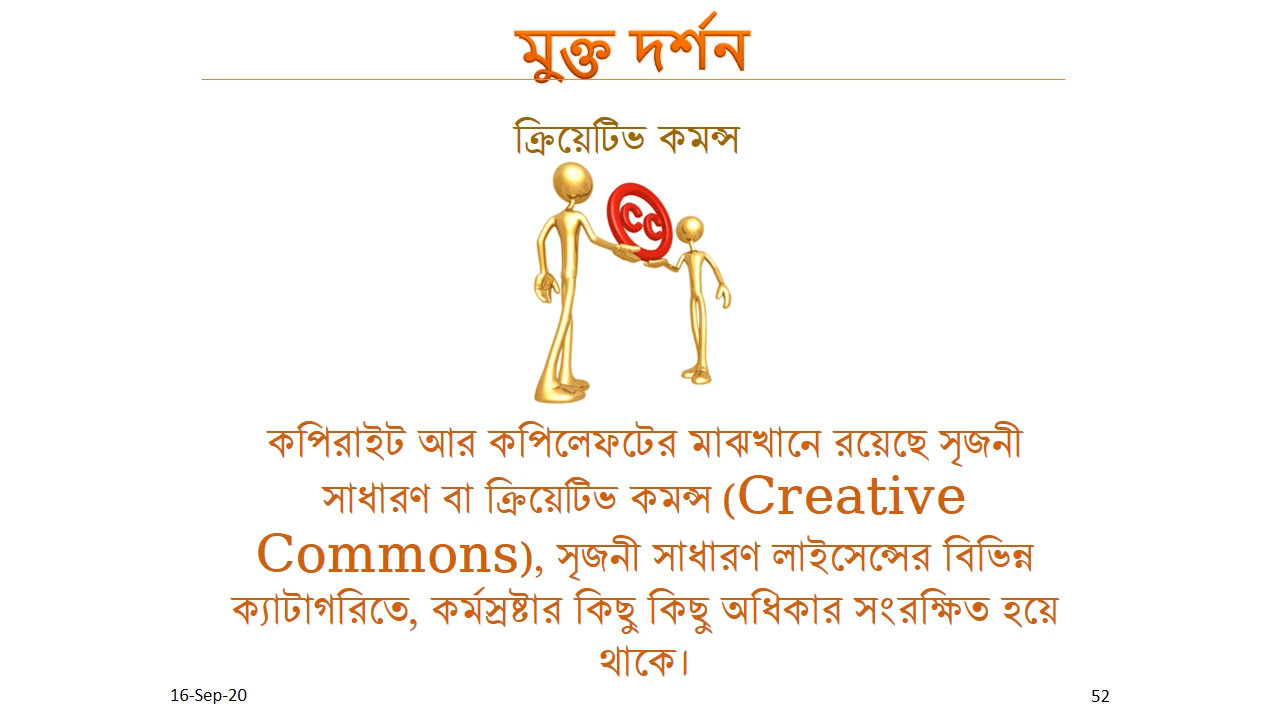 মুক্ত দর্শন
ক্রিয়েটিভ কমন্স
cc
কপিরাইট আর কপিলেফটের মাঝখানে রয়েছে সৃজনী
সাধারণ বা ক্রিয়েটিভ কমন্স (Creative
Commons), সৃজনী সাধারণ লাইসেন্সের বিভিন্ন
ক্যাটাগরিতে, কর্মস্রষ্টার কিছু কিছু অধিকার সংরক্ষিত হয়ে
থাকে।
16-Sep-20
52